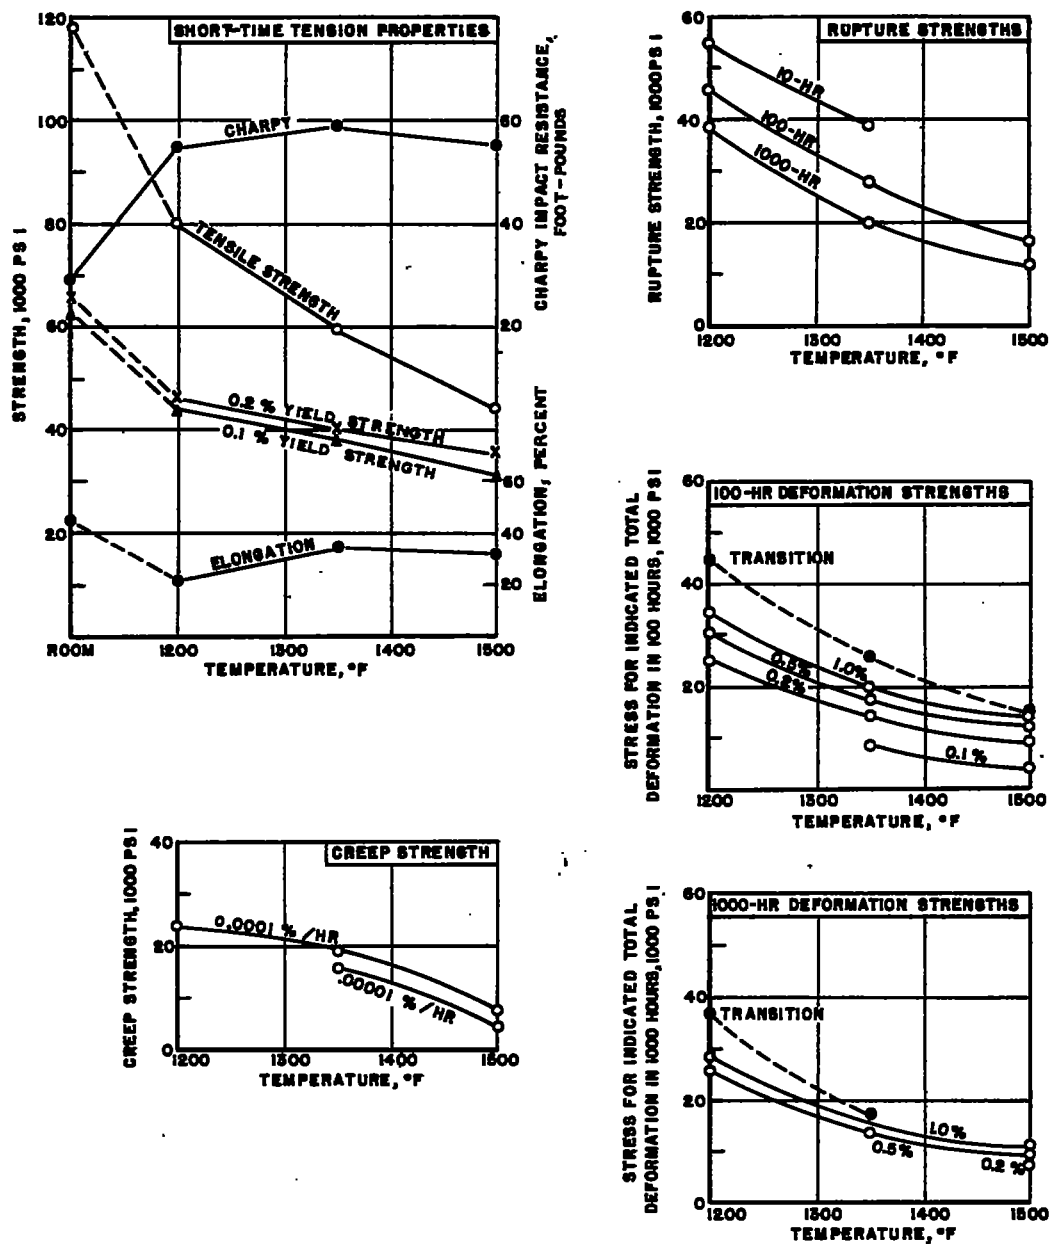 SHORT-TIME TENSION PROPERTIES
120
100
80
60
40
20
STRENGTH, 1000 PSI
60
40
20
CHARPY IMPACT RESISTANCE,
FOOT-POUNDS
60
40
20
ELONGATION, PERCENT
CHARPY
TENSILE STRENGTH
0.2 % YIELD STRENGTH
0.1 % YIELD STRENGTH
ELONGATION
ROOM 1200 1300 1400 1500
TEMPERATURE, °F
RUPTURE STRENGTHS
60
40
20
0
RUPTURE STRENGTH, 1000PSI
10-HR
100-HR
1000-HR
1200 1300 1400 1500
TEMPERATURE, °F
100-HR DEFORMATION STRENGTHS
60
40
20
STRESS FOR INDICATED TOTAL
DEFORMATION IN 100 HOURS, 1000 PSI
TRANSITION
0.5%
1.0%
0.2%
0.1%
1200 1300 1400 1500
TEMPERATURE, °F
CREEP STRENGTH
40
20
0
CREEP STRENGTH, 1000 PSI
0.0001 % /HR
.00001 % /HR
1200 1300 1400 1500
TEMPERATURE, °F
1000-HR DEFORMATION STRENGTHS
60
40
20
0
STRESS FOR INDICATED TOTAL
DEFORMATION IN 1000 HOURS, 1000 PSI
TRANSITION
1.0%
0.5%
0.2%
1200 1300 1400 1500
TEMPERATURE, °F